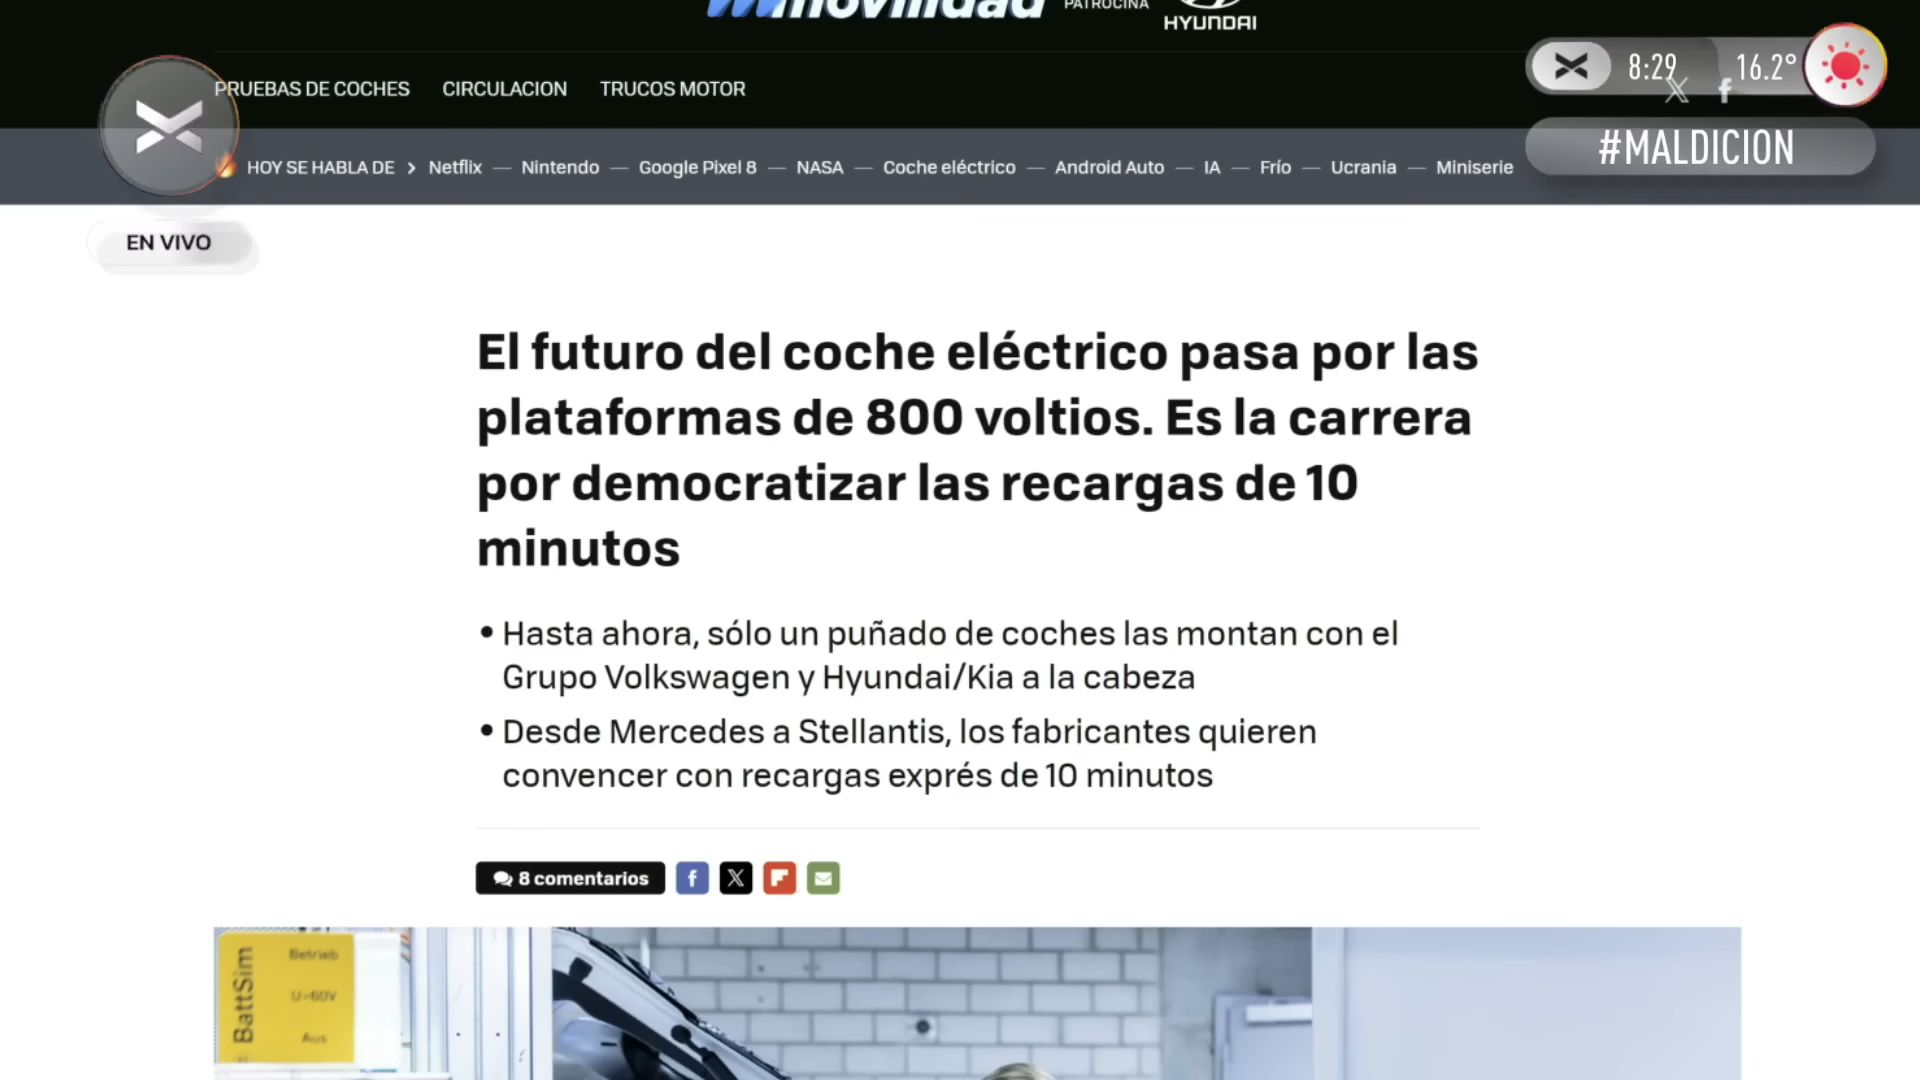 movilidad
PATROCINA
HYUNDAI
PRUEBAS DE COCHES CIRCULACION TRUCOS MOTOR
8:29 16.2°
#MALDICION
HOY SE HABLA DE > Netflix — Nintendo — Google Pixel 8 — NASA — Coche eléctrico — Android Auto — IA — Frío — Ucrania — Miniserie
EN VIVO
El futuro del coche eléctrico pasa por las
plataformas de 800 voltios. Es la carrera
por democratizar las recargas de 10
minutos
• Hasta ahora, sólo un puñado de coches las montan con el
Grupo Volkswagen y Hyundai/Kia a la cabeza
• Desde Mercedes a Stellantis, los fabricantes quieren
convencer con recargas exprés de 10 minutos
8 comentarios
BattSim
Betrieb
U>60V
Aus